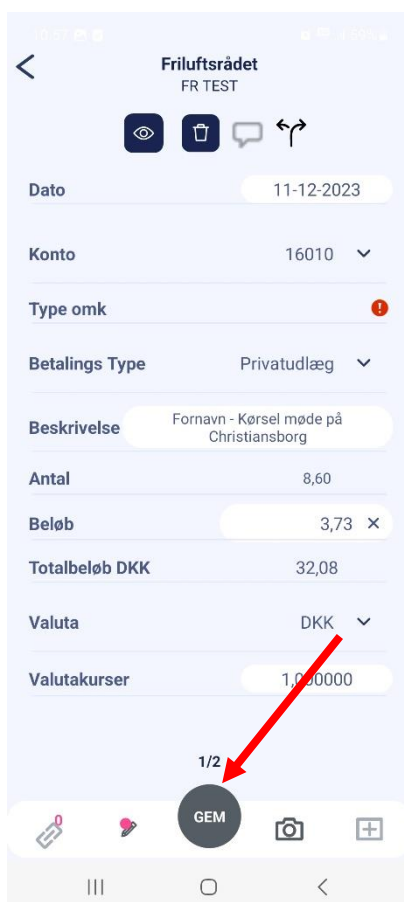 Friluftsrådet
FR TEST
Dato 11-12-2023
Konto 16010
Type omk
Betalings Type Privatudlæg
Beskrivelse Fornavn - Kørsel møde på
Christiansborg
Antal 8,60
Beløb 3,73
Totalbeløb DKK 32,08
Valuta DKK
Valutakurser 1,000000
1/2
0
GEM